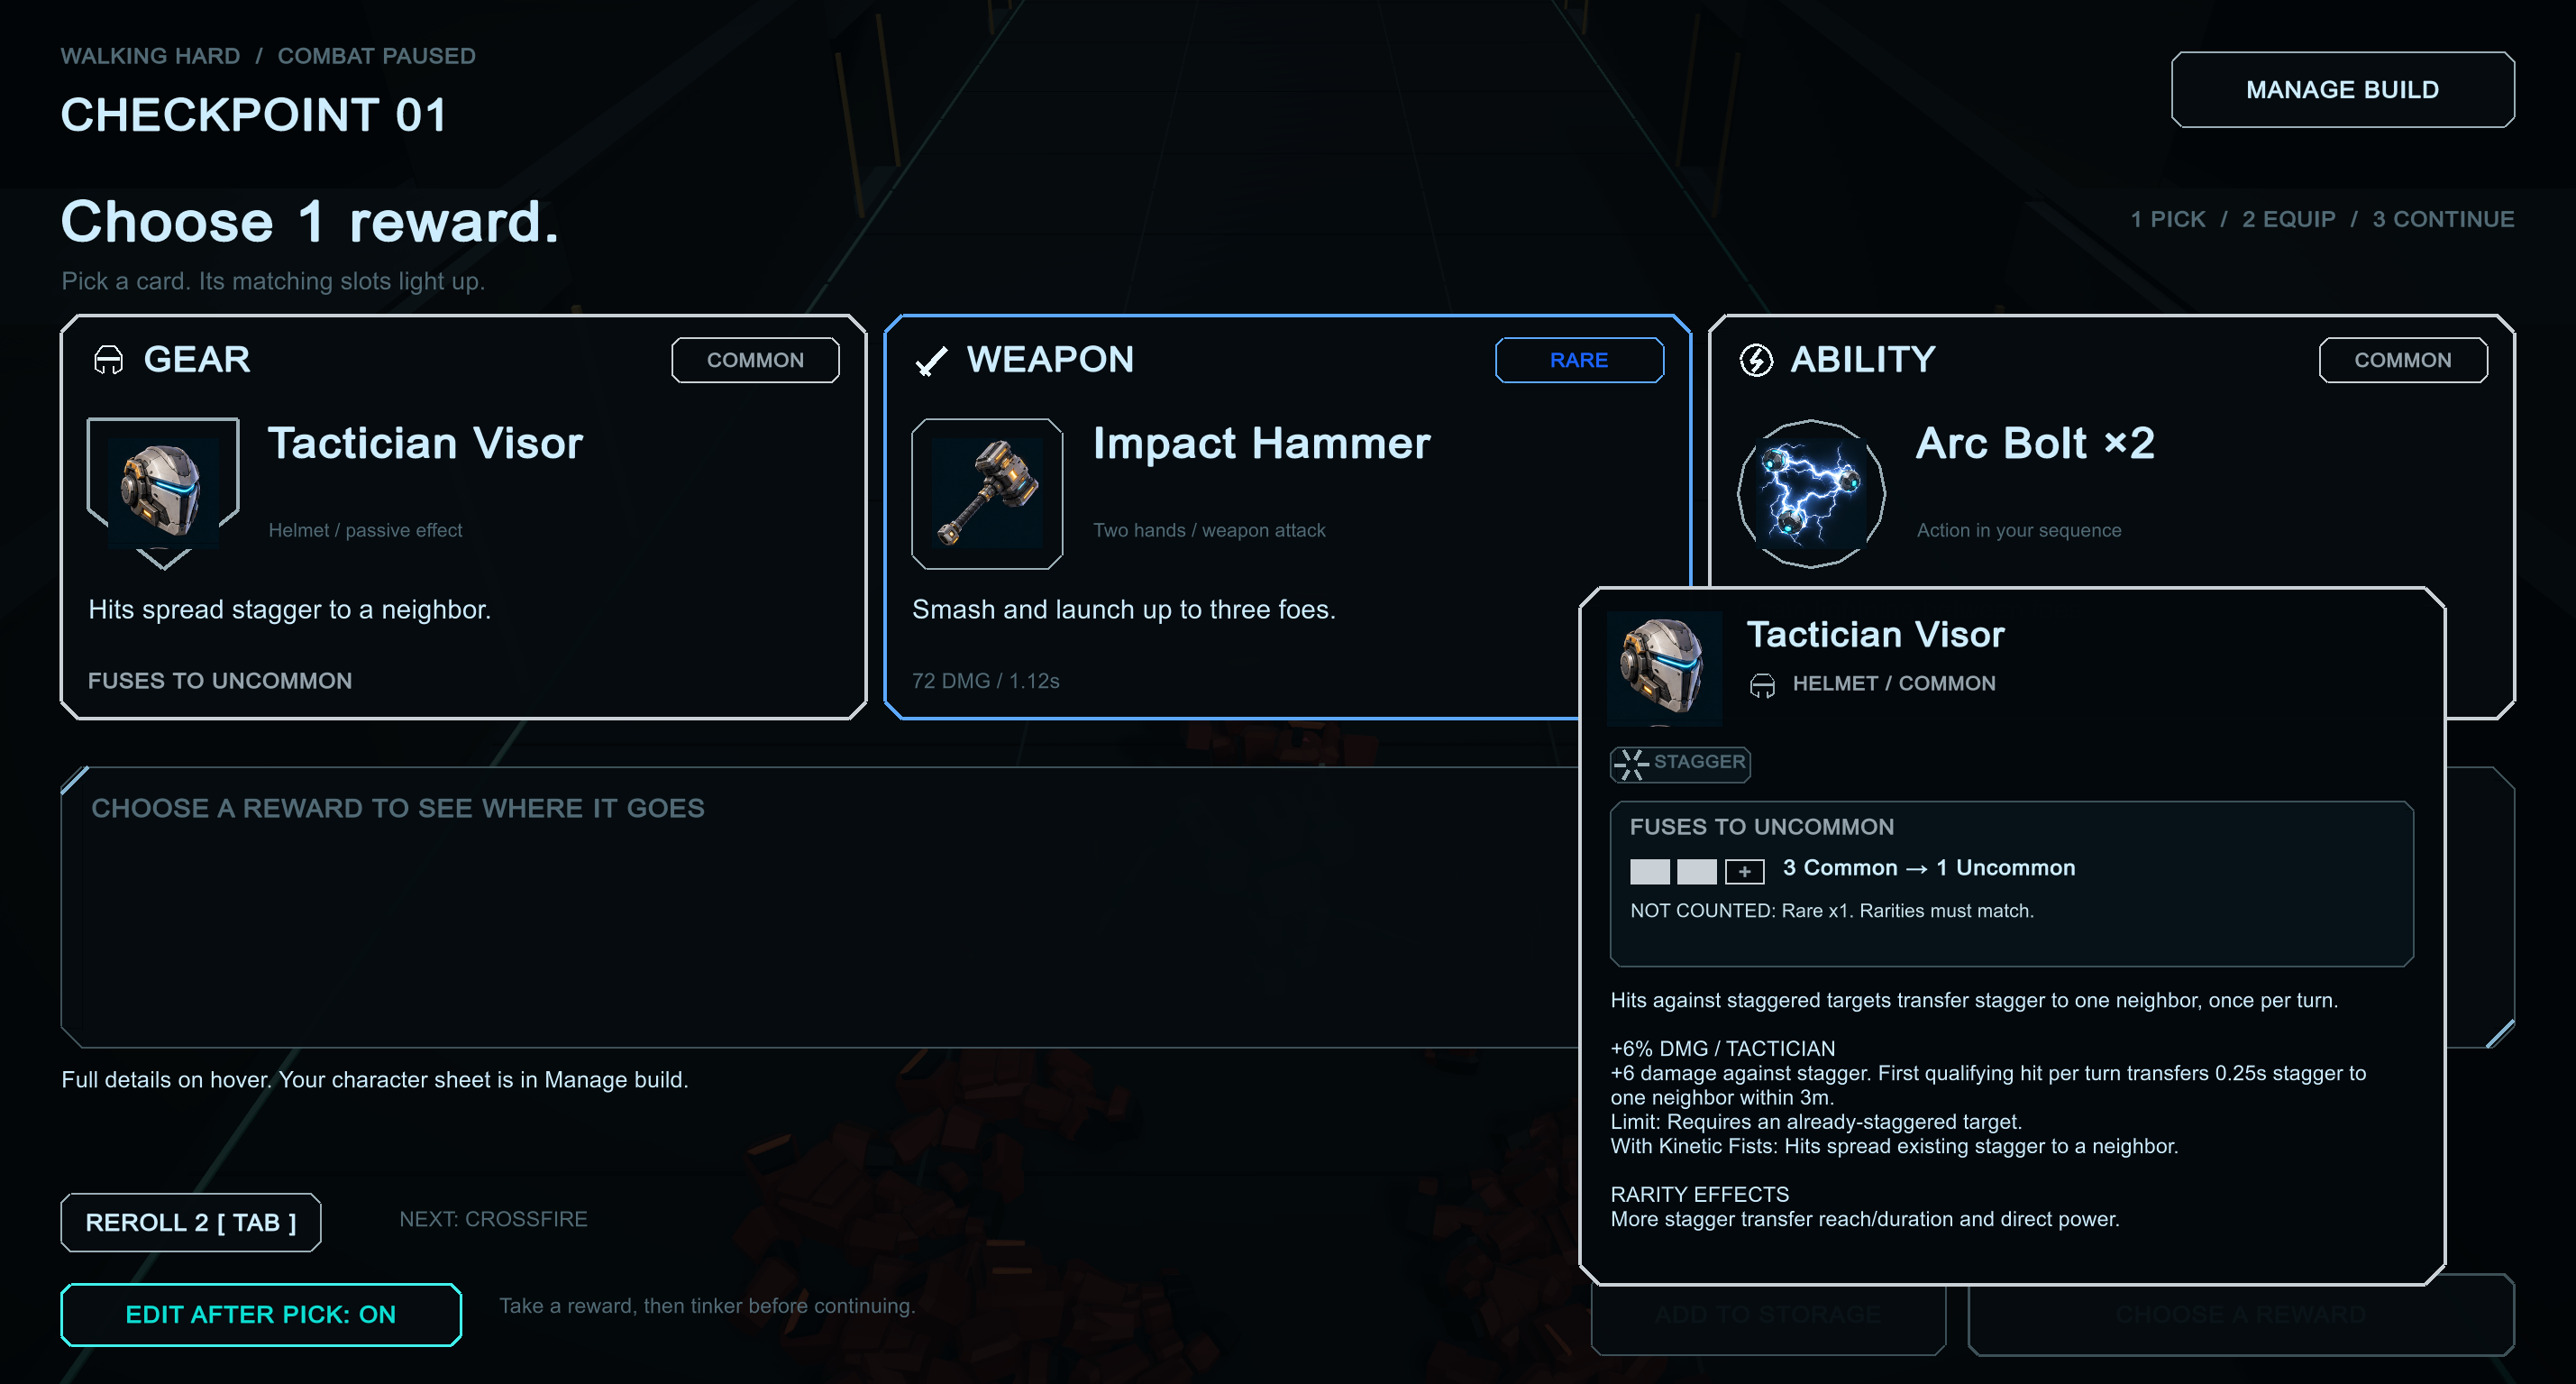 WALKING HARD / COMBAT PAUSED
CHECKPOINT 01
MANAGE BUILD
Choose 1 reward.
1 PICK / 2 EQUIP / 3 CONTINUE
Pick a card. Its matching slots light up.
GEAR
COMMON
Tactician Visor
Helmet / passive effect
Hits spread stagger to a neighbor.
FUSES TO UNCOMMON
WEAPON
RARE
Impact Hammer
Two hands / weapon attack
Smash and launch up to three foes.
72 DMG / 1.12s
ABILITY
COMMON
Arc Bolt ×2
Action in your sequence
Tactician Visor
HELMET / COMMON
STAGGER
FUSES TO UNCOMMON
+ 3 Common → 1 Uncommon
NOT COUNTED: Rare x1. Rarities must match.
Hits against staggered targets transfer stagger to one neighbor, once per turn.
+6% DMG / TACTICIAN
+6 damage against stagger. First qualifying hit per turn transfers 0.25s stagger to
one neighbor within 3m.
Limit: Requires an already-staggered target.
With Kinetic Fists: Hits spread existing stagger to a neighbor.
RARITY EFFECTS
More stagger transfer reach/duration and direct power.
CHOOSE A REWARD TO SEE WHERE IT GOES
Full details on hover. Your character sheet is in Manage build.
REROLL 2 [ TAB ]
NEXT: CROSSFIRE
EDIT AFTER PICK: ON
Take a reward, then tinker before continuing.
ADD TO STORAGE
CHOOSE A REWARD